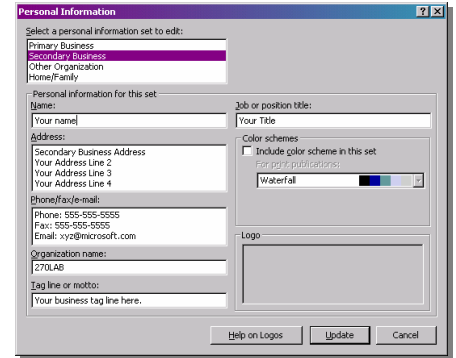 Personal Information
Select a personal information set to edit:
Primary Business
Secondary Business
Other Organization
Home/Family
Personal information for this set
Name:
Your name
Job or position title:
Your Title
Address:
Secondary Business Address
Your Address Line 2
Your Address Line 3
Your Address Line 4
Color schemes
Include color scheme in this set
For print publications:
Waterfall
Phone/fax/e-mail:
Phone: 555-555-5555
Fax: 555-555-5555
Email: xyz@microsoft.com
Logo
Organization name:
270LAB
Tag line or motto:
Your business tag line here.
Help on Logos
Update
Cancel